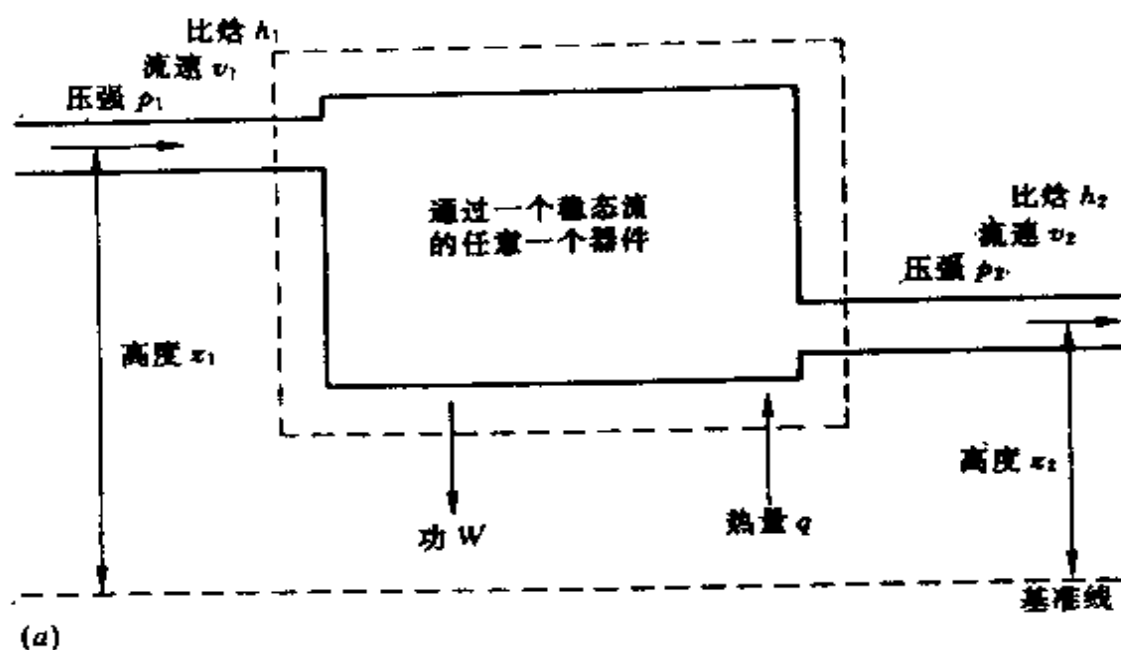 比焓 h₁
流速 v₁
压强 p₁
通过一个稳态流
的任意一个器件
比焓 h₂
流速 v₂
压强 p₂
高度 z₁
高度 z₂
功 W
热量 q
基准线
(a)